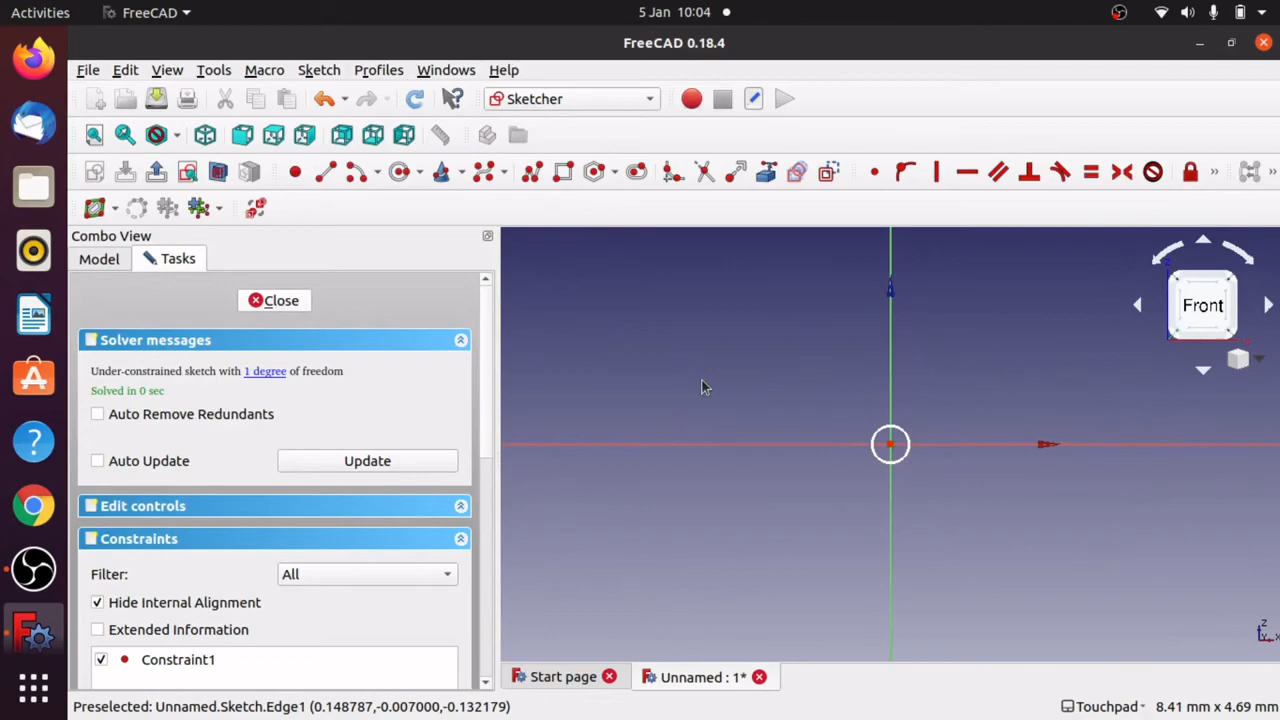 Activities
FreeCAD
5 Jan 10:04
FreeCAD 0.18.4
File Edit View Tools Macro Sketch Profiles Windows Help
Sketcher
Combo View
Model
Tasks
Close
Solver messages
Under-constrained sketch with 1 degree of freedom
Solved in 0 sec
Auto Remove Redundants
Auto Update
Update
Edit controls
Constraints
Filter:
All
Hide Internal Alignment
Extended Information
Constraint1
Front
Start page
Unnamed : 1*
Preselected: Unnamed.Sketch.Edge1 (0.148787,-0.007000,-0.132179)
Touchpad
8.41 mm x 4.69 mm